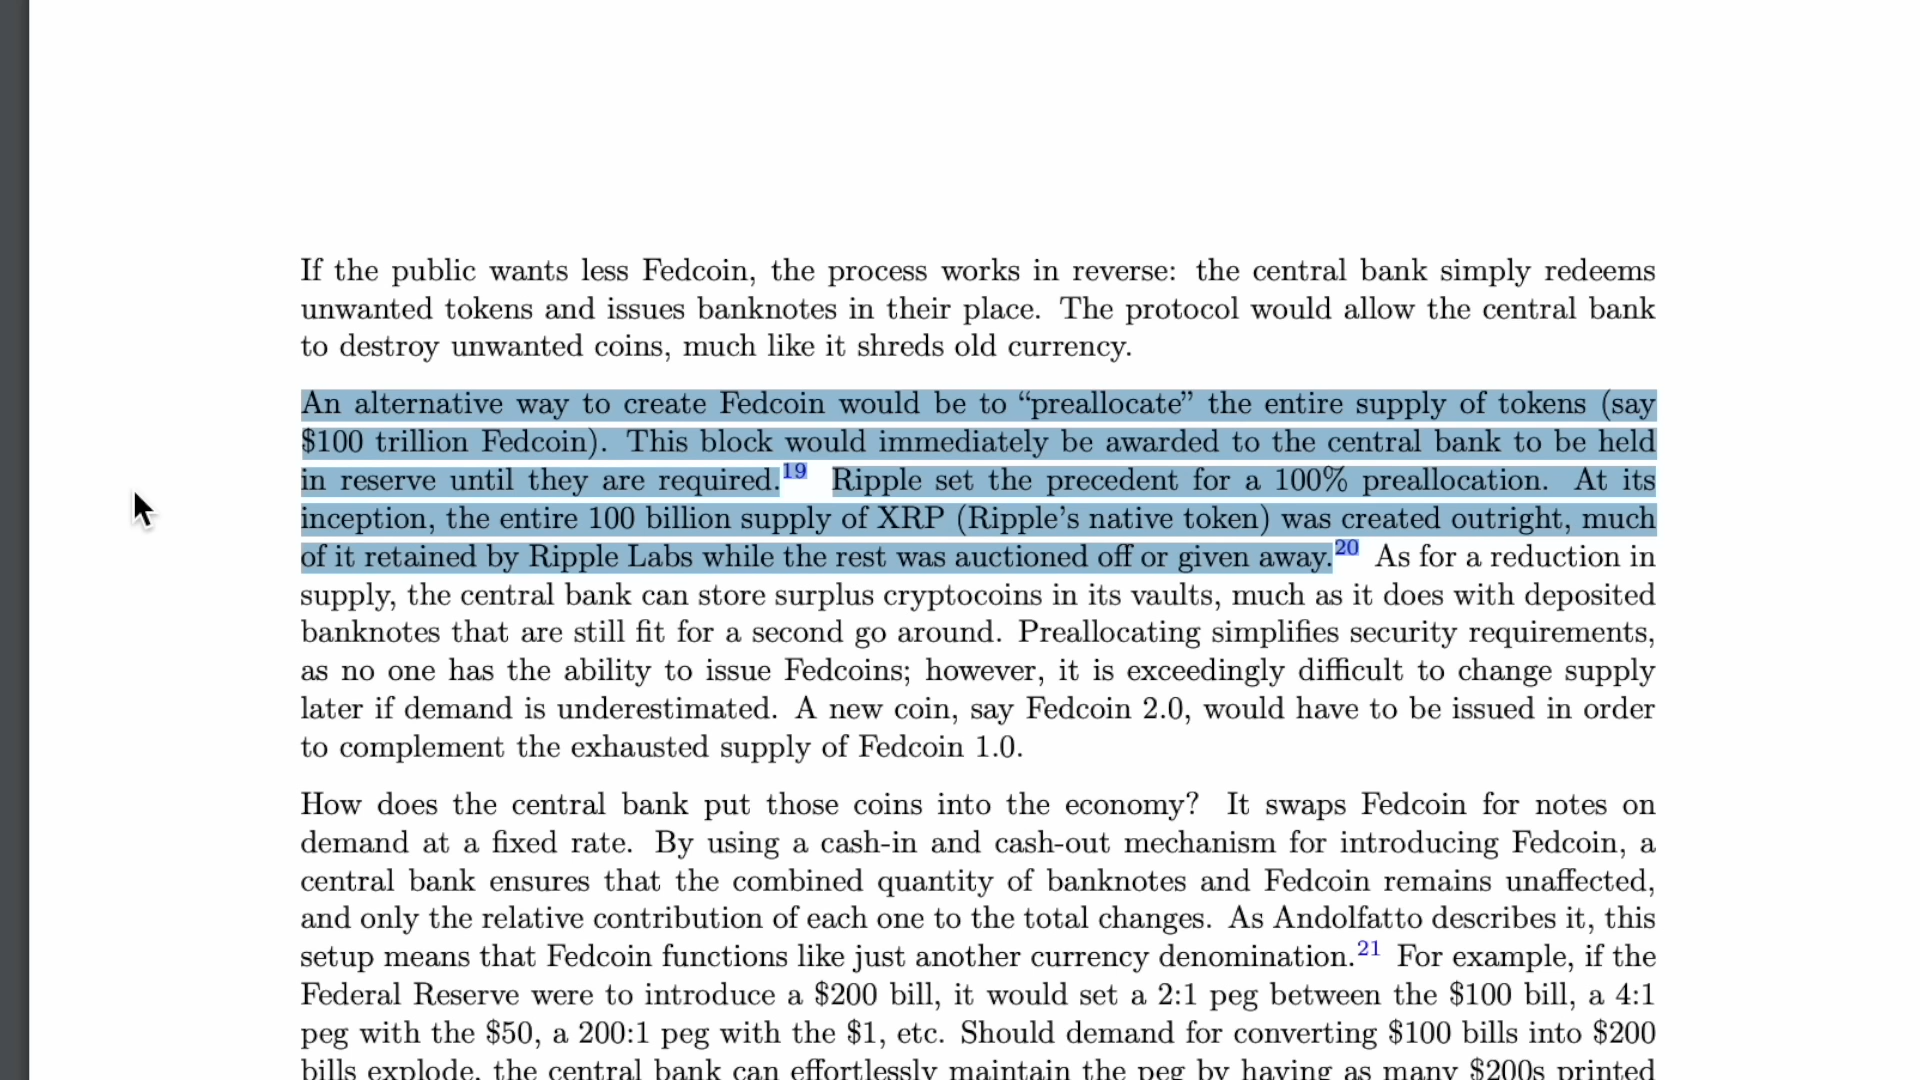 If the public wants less Fedcoin, the process works in reverse: the central bank simply redeems
unwanted tokens and issues banknotes in their place. The protocol would allow the central bank
to destroy unwanted coins, much like it shreds old currency.
An alternative way to create Fedcoin would be to “preallocate” the entire supply of tokens (say
$100 trillion Fedcoin). This block would immediately be awarded to the central bank to be held
in reserve until they are required.19 Ripple set the precedent for a 100% preallocation. At its
inception, the entire 100 billion supply of XRP (Ripple’s native token) was created outright, much
of it retained by Ripple Labs while the rest was auctioned off or given away.20 As for a reduction in
supply, the central bank can store surplus cryptocoins in its vaults, much as it does with deposited
banknotes that are still fit for a second go around. Preallocating simplifies security requirements,
as no one has the ability to issue Fedcoins; however, it is exceedingly difficult to change supply
later if demand is underestimated. A new coin, say Fedcoin 2.0, would have to be issued in order
to complement the exhausted supply of Fedcoin 1.0.
How does the central bank put those coins into the economy? It swaps Fedcoin for notes on
demand at a fixed rate. By using a cash-in and cash-out mechanism for introducing Fedcoin, a
central bank ensures that the combined quantity of banknotes and Fedcoin remains unaffected,
and only the relative contribution of each one to the total changes. As Andolfatto describes it, this
setup means that Fedcoin functions like just another currency denomination.21 For example, if the
Federal Reserve were to introduce a $200 bill, it would set a 2:1 peg between the $100 bill, a 4:1
peg with the $50, a 200:1 peg with the $1, etc. Should demand for converting $100 bills into $200
bills explode, the central bank can effortlessly maintain the peg by having as many $200s printed